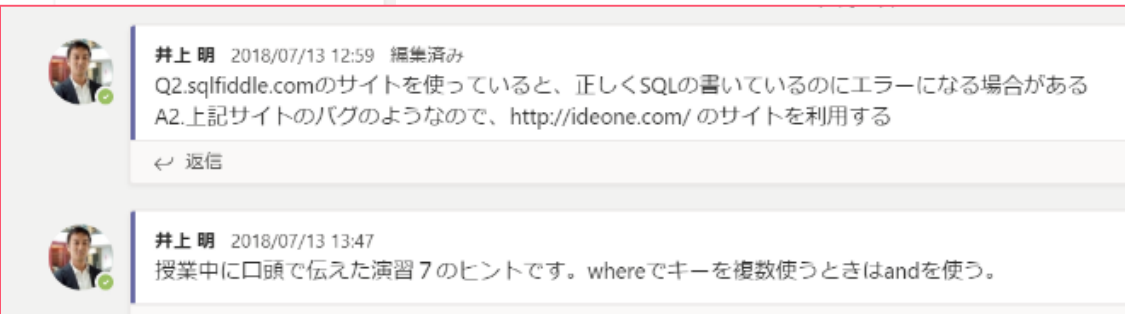 井上 明 2018/07/13 12:59 編集済み
Q2.sqlfiddle.comのサイトを使っていると、正しくSQLの書いているのにエラーになる場合がある
A2.上記サイトのバグのようなので、http://ideone.com/ のサイトを利用する
返信
井上 明 2018/07/13 13:47
授業中に口頭で伝えた演習７のヒントです。whereでキーを複数使うときはandを使う。